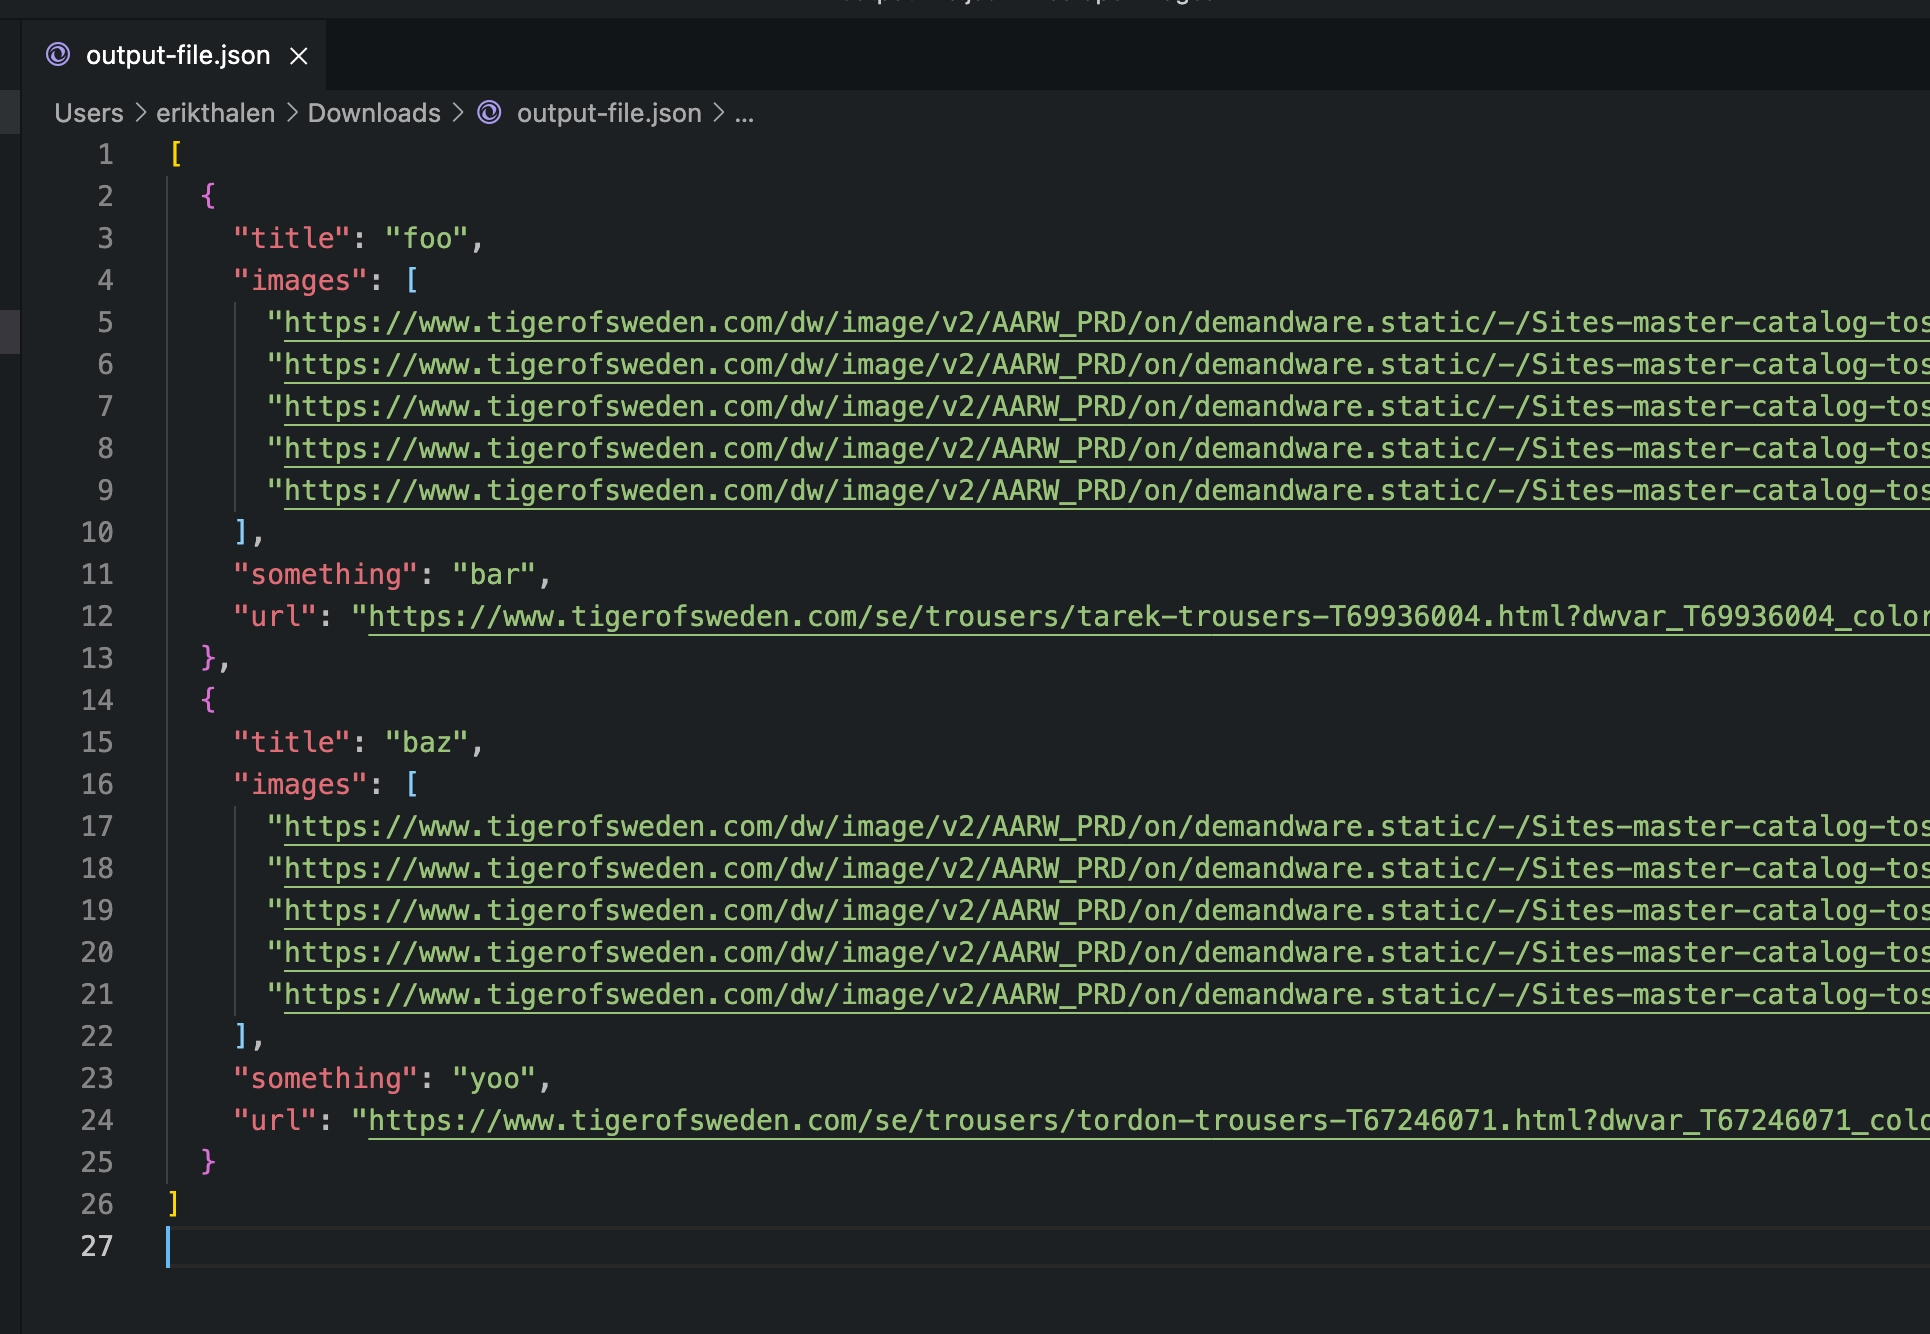 output-file.json
Users > erikthalen > Downloads > output-file.json > ...
1 [
2 {
3 "title": "foo",
4 "images": [
5 "https://www.tigerofsweden.com/dw/image/v2/AARW_PRD/on/demandware.static/-/Sites-master-catalog-tos
6 "https://www.tigerofsweden.com/dw/image/v2/AARW_PRD/on/demandware.static/-/Sites-master-catalog-tos
7 "https://www.tigerofsweden.com/dw/image/v2/AARW_PRD/on/demandware.static/-/Sites-master-catalog-tos
8 "https://www.tigerofsweden.com/dw/image/v2/AARW_PRD/on/demandware.static/-/Sites-master-catalog-tos
9 "https://www.tigerofsweden.com/dw/image/v2/AARW_PRD/on/demandware.static/-/Sites-master-catalog-tos
10 ],
11 "something": "bar",
12 "url": "https://www.tigerofsweden.com/se/trousers/tarek-trousers-T69936004.html?dwvar_T69936004_color
13 },
14 {
15 "title": "baz",
16 "images": [
17 "https://www.tigerofsweden.com/dw/image/v2/AARW_PRD/on/demandware.static/-/Sites-master-catalog-tos
18 "https://www.tigerofsweden.com/dw/image/v2/AARW_PRD/on/demandware.static/-/Sites-master-catalog-tos
19 "https://www.tigerofsweden.com/dw/image/v2/AARW_PRD/on/demandware.static/-/Sites-master-catalog-tos
20 "https://www.tigerofsweden.com/dw/image/v2/AARW_PRD/on/demandware.static/-/Sites-master-catalog-tos
21 "https://www.tigerofsweden.com/dw/image/v2/AARW_PRD/on/demandware.static/-/Sites-master-catalog-tos
22 ],
23 "something": "yoo",
24 "url": "https://www.tigerofsweden.com/se/trousers/tordon-trousers-T67246071.html?dwvar_T67246071_colo
25 }
26 ]
27